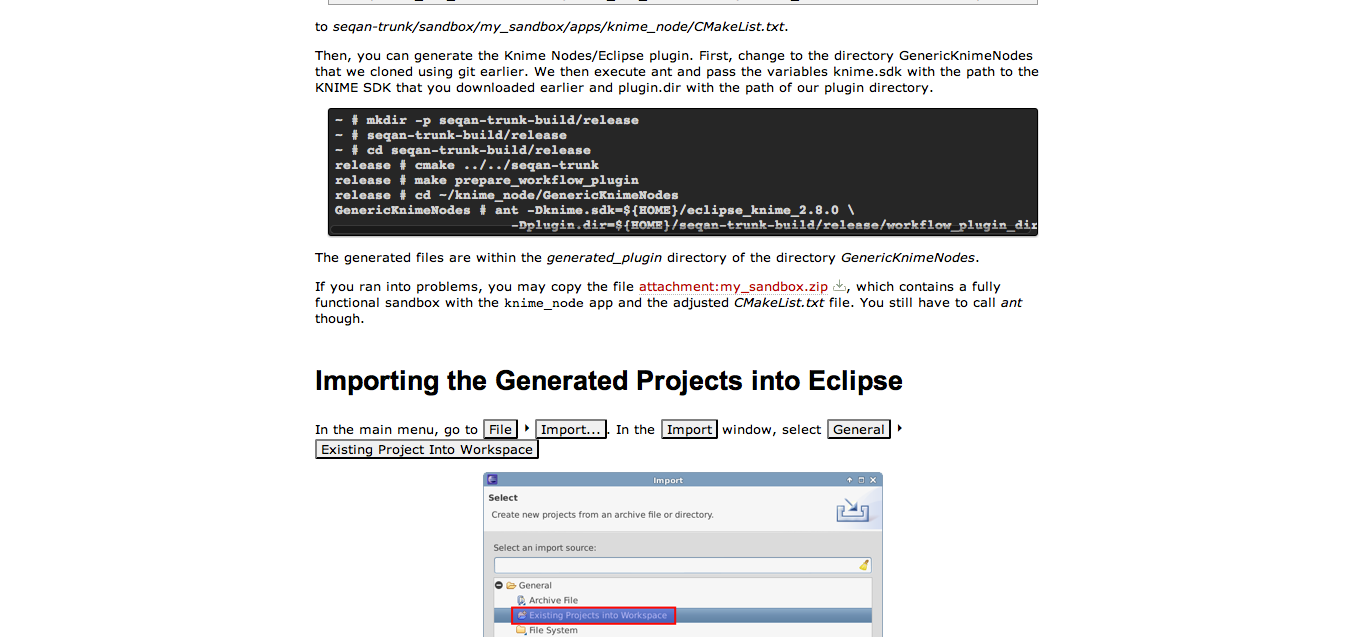 to seqan-trunk/sandbox/my_sandbox/apps/knime_node/CMakeList.txt.
Then, you can generate the Knime Nodes/Eclipse plugin. First, change to the directory GenericKnimeNodes
that we cloned using git earlier. We then execute ant and pass the variables knime.sdk with the path to the
KNIME SDK that you downloaded earlier and plugin.dir with the path of our plugin directory.
~ # mkdir -p seqan-trunk-build/release
~ # seqan-trunk-build/release
~ # cd seqan-trunk-build/release
release # cmake ../../seqan-trunk
release # make prepare_workflow_plugin
release # cd ~/knime_node/GenericKnimeNodes
GenericKnimeNodes # ant -Dknime.sdk=${HOME}/eclipse_knime_2.8.0 \
-Dplugin.dir=${HOME}/seqan-trunk-build/release/workflow_plugin_dir
The generated files are within the generated_plugin directory of the directory GenericKnimeNodes.
If you ran into problems, you may copy the file attachment:my_sandbox.zip, which contains a fully
functional sandbox with the knime_node app and the adjusted CMakeList.txt file. You still have to call ant
though.
Importing the Generated Projects into Eclipse
In the main menu, go to File ‣ Import.... In the Import window, select General ‣
Existing Project Into Workspace
Import
Select
Create new projects from an archive file or directory.
Select an import source:
General
Archive File
Existing Projects into Workspace
File System